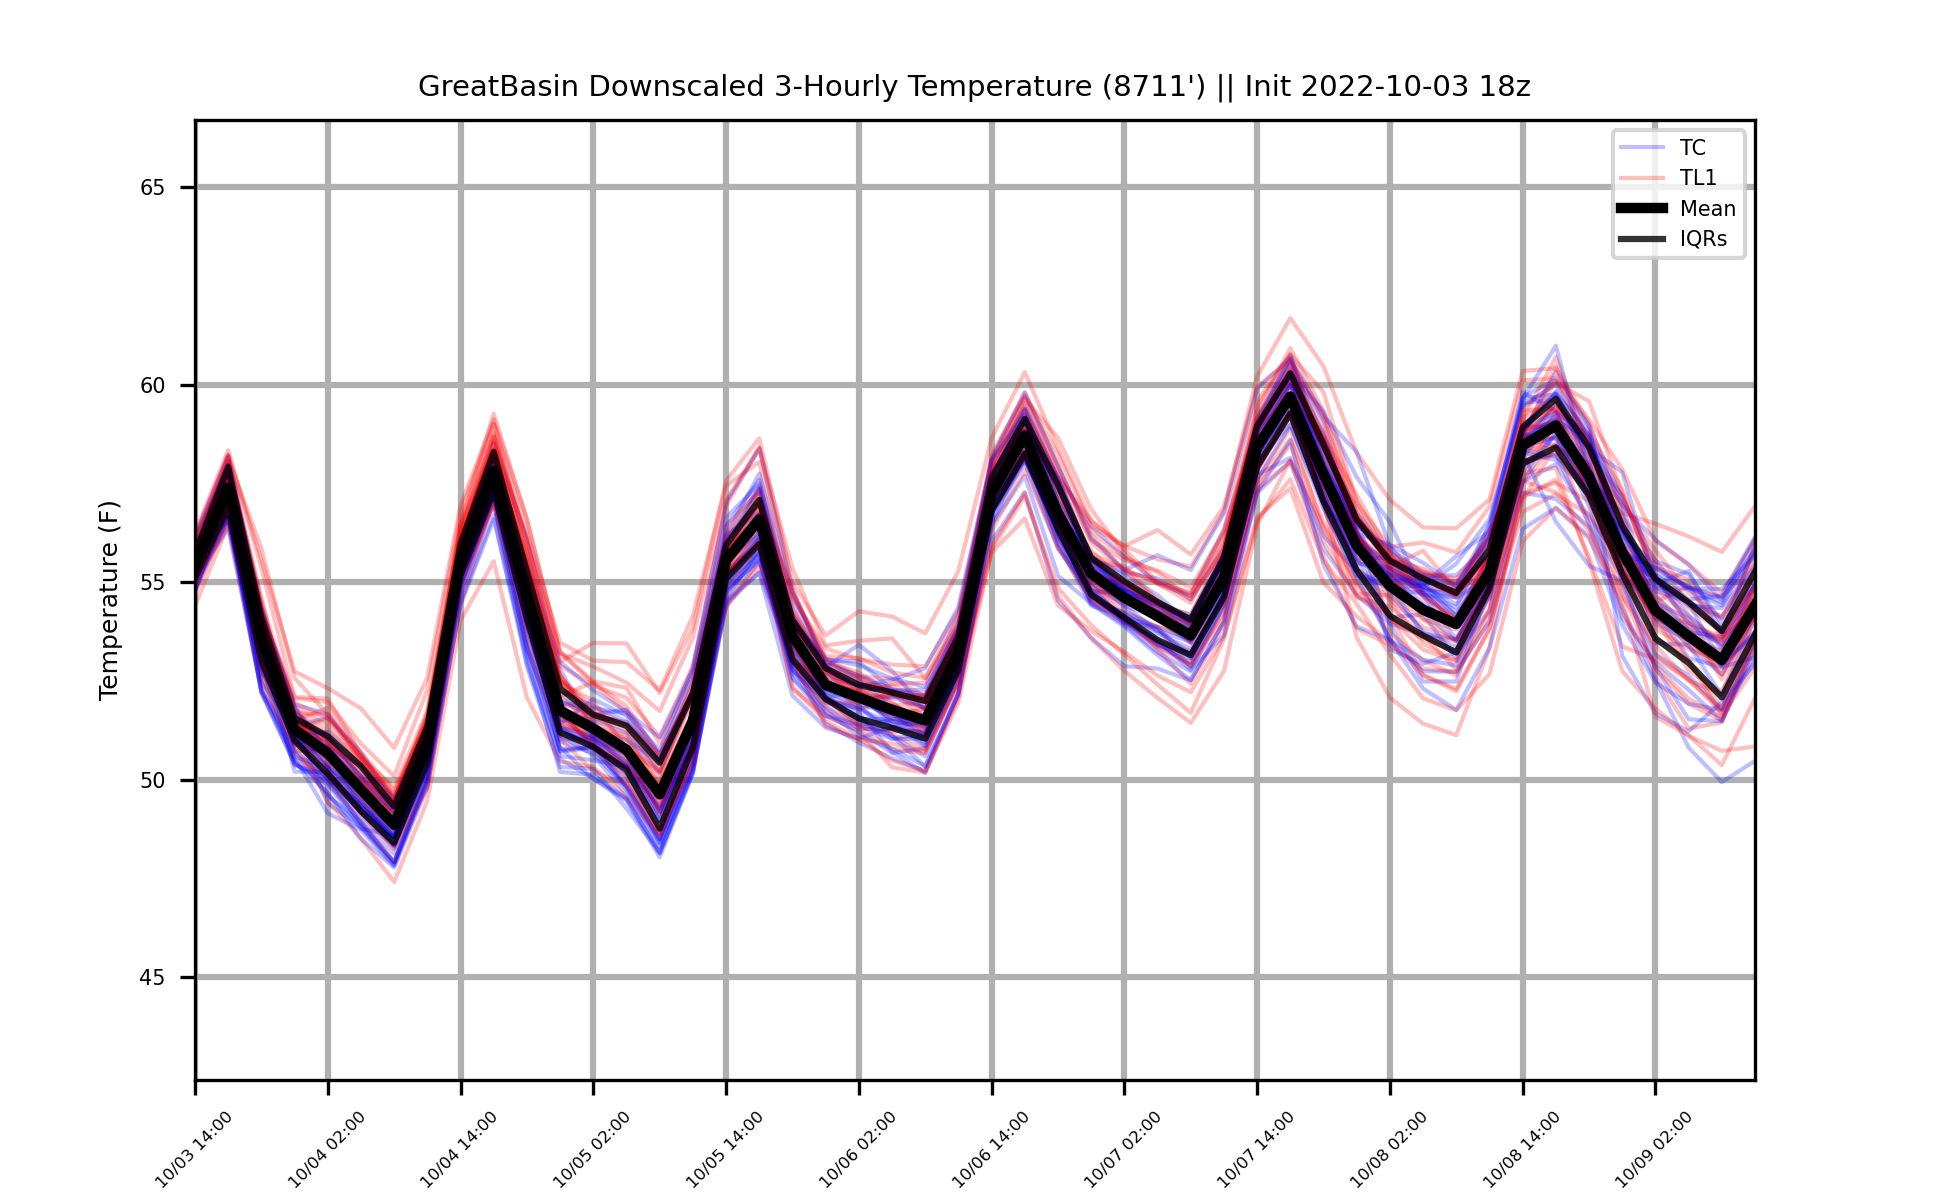 GreatBasin Downscaled 3-Hourly Temperature (8711') || Init 2022-10-03 18z
TC
TL1
Mean
IQRs
Temperature (F)
65
60
55
50
45
10/03 14:00
10/04 02:00
10/04 14:00
10/05 02:00
10/05 14:00
10/06 02:00
10/06 14:00
10/07 02:00
10/07 14:00
10/08 02:00
10/08 14:00
10/09 02:00